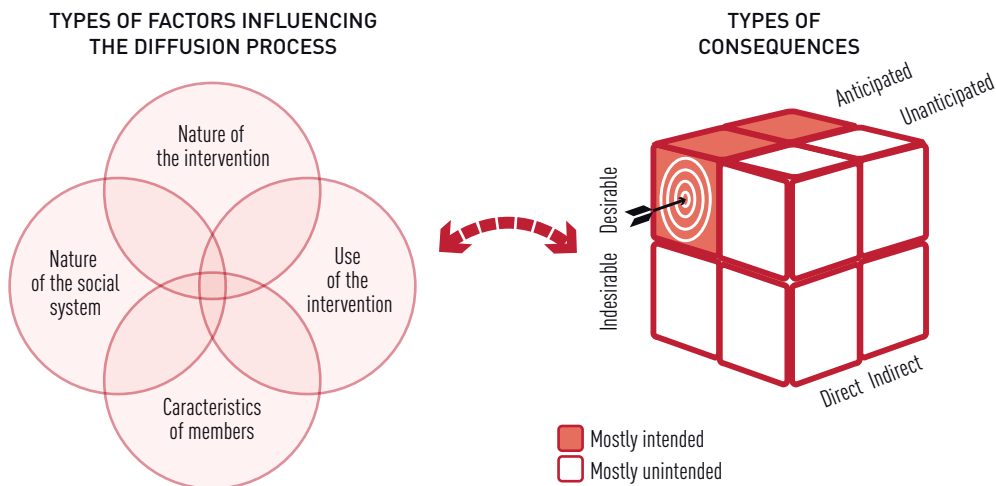 TYPES OF FACTORS INFLUENCING
THE DIFFUSION PROCESS
Nature of
the intervention
Nature
of the social
system
Use
of the
intervention
Caracteristics
of members
TYPES OF
CONSEQUENCES
Anticipated
Unanticipated
Desirable
Indesirable
Direct
Indirect
Mostly intended
Mostly unintended